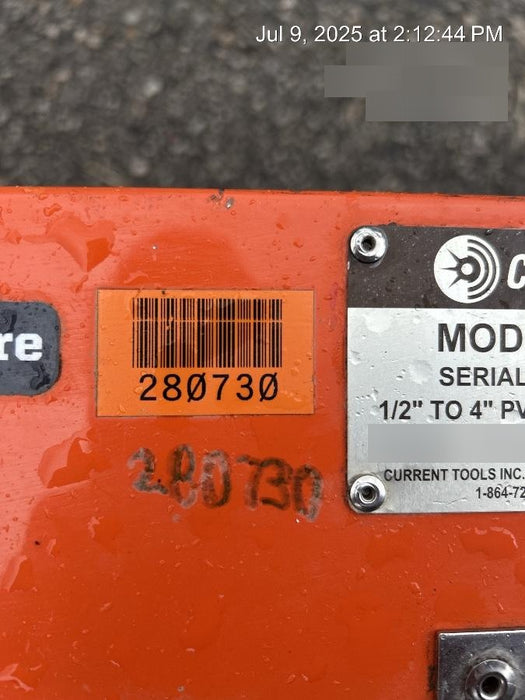 Jul 9, 2025 at 2:12:44 PM
re
280730
280730
C
MOD
SERIAL
1/2" TO 4" PV
CURRENT TOOLS INC.
1-864-72